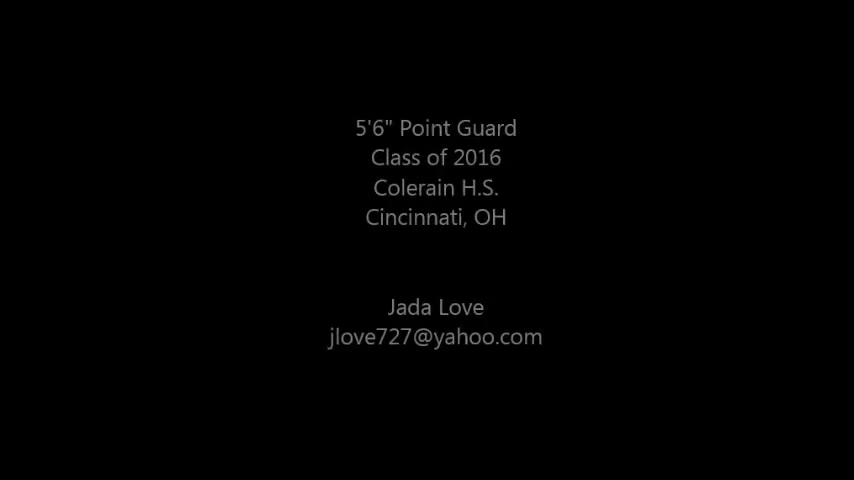 5'6" Point Guard
Class of 2016
Colerain H.S.
Cincinnati, OH
Jada Love
jlove727@yahoo.com